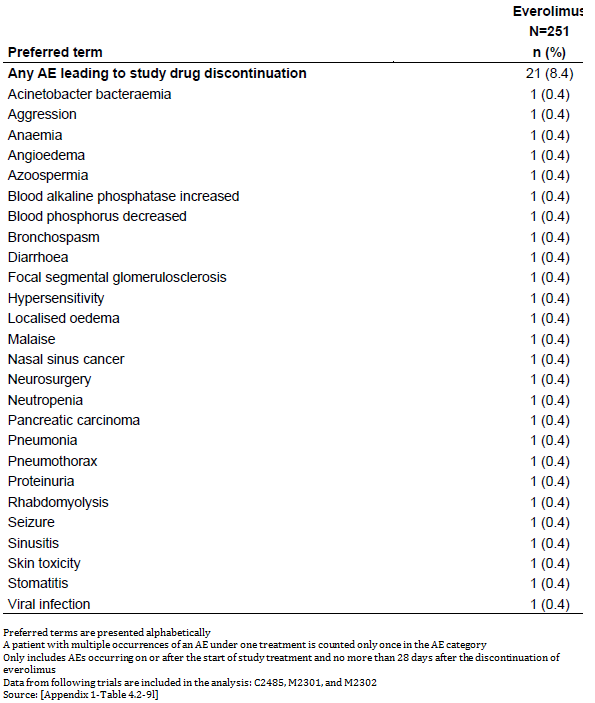 Everolimus
N=251
Preferred term n (%)
Any AE leading to study drug discontinuation 21 (8.4)
Acinetobacter bacteraemia 1 (0.4)
Aggression 1 (0.4)
Anaemia 1 (0.4)
Angioedema 1 (0.4)
Azoospermia 1 (0.4)
Blood alkaline phosphatase increased 1 (0.4)
Blood phosphorus decreased 1 (0.4)
Bronchospasm 1 (0.4)
Diarrhoea 1 (0.4)
Focal segmental glomerulosclerosis 1 (0.4)
Hypersensitivity 1 (0.4)
Localised oedema 1 (0.4)
Malaise 1 (0.4)
Nasal sinus cancer 1 (0.4)
Neurosurgery 1 (0.4)
Neutropenia 1 (0.4)
Pancreatic carcinoma 1 (0.4)
Pneumonia 1 (0.4)
Pneumothorax 1 (0.4)
Proteinuria 1 (0.4)
Rhabdomyolysis 1 (0.4)
Seizure 1 (0.4)
Sinusitis 1 (0.4)
Skin toxicity 1 (0.4)
Stomatitis 1 (0.4)
Viral infection 1 (0.4)
Preferred terms are presented alphabetically
A patient with multiple occurrences of an AE under one treatment is counted only once in the AE category
Only includes AEs occurring on or after the start of study treatment and no more than 28 days after the discontinuation of
everolimus
Data from following trials are included in the analysis: C2485, M2301, and M2302
Source: [Appendix 1-Table 4.2-9l]